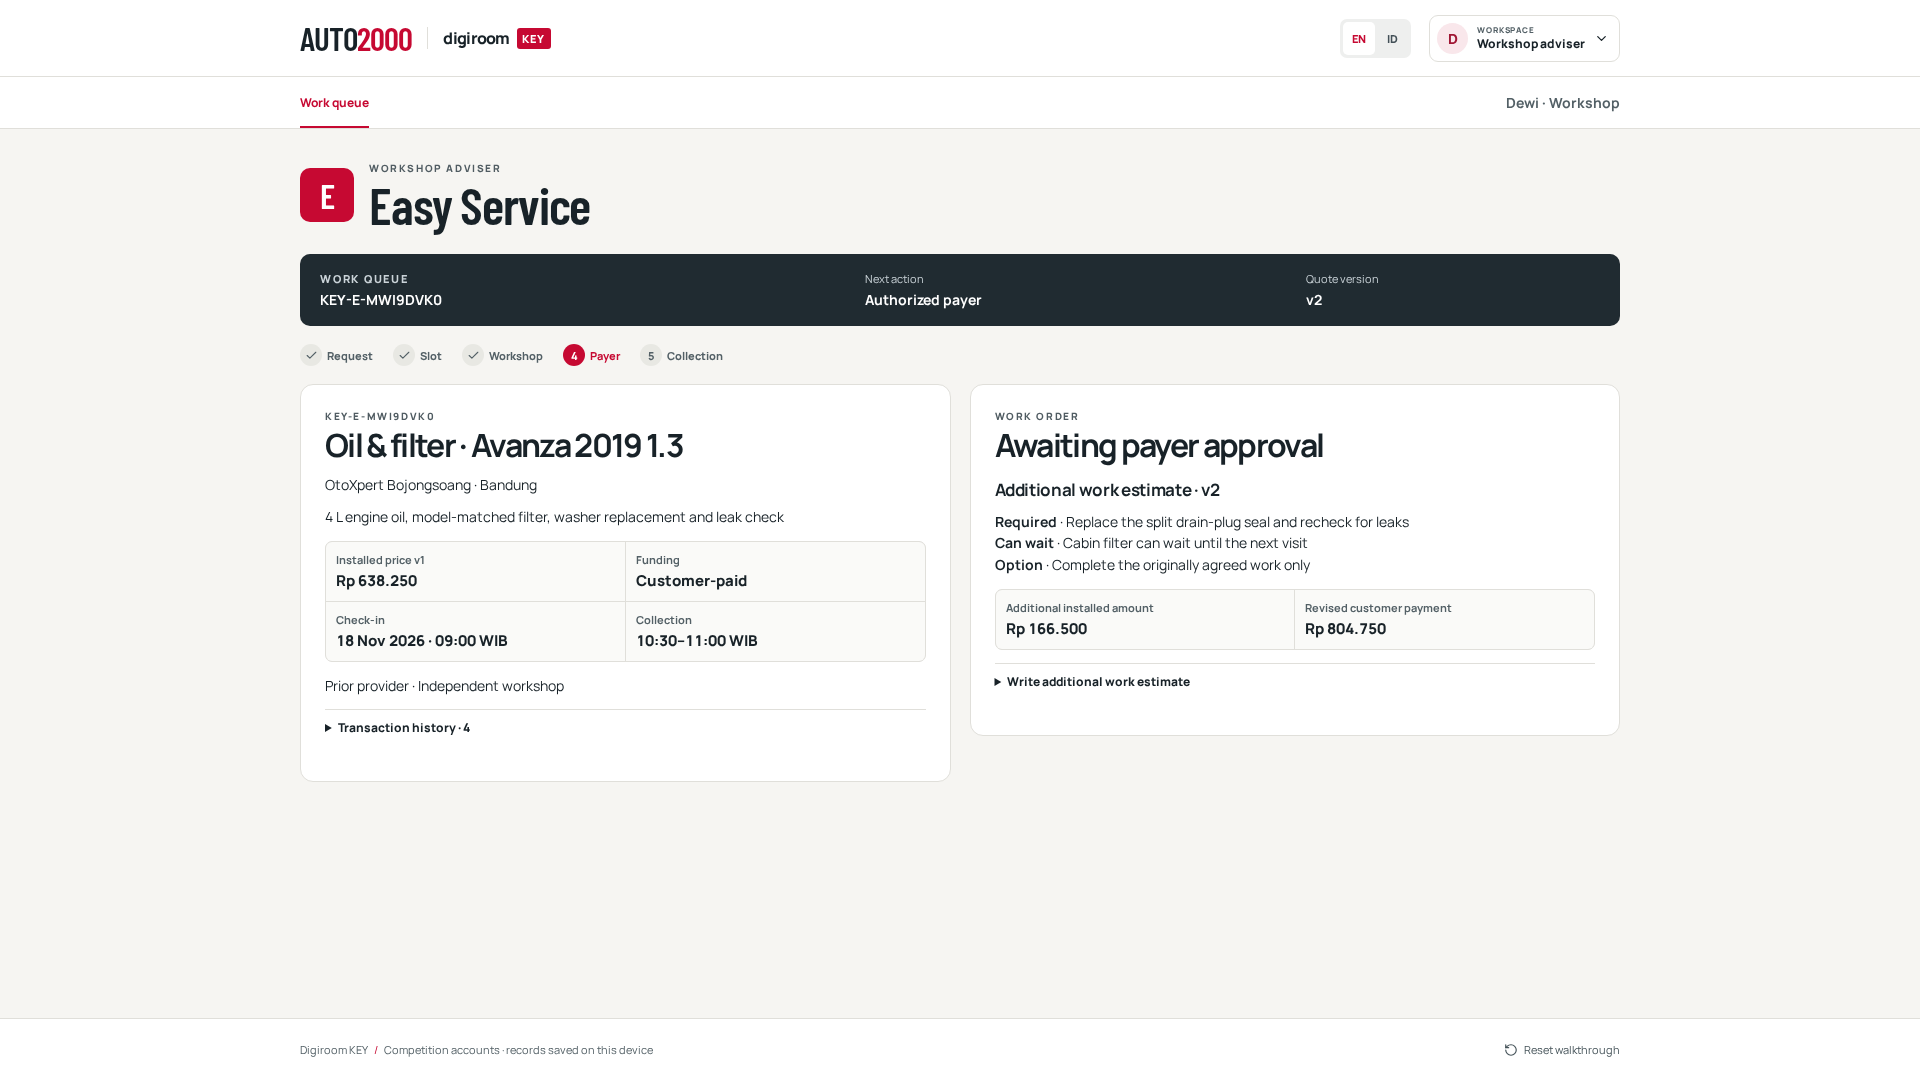 AUTO2000
digiroom KEY
EN ID
D
WORKSPACE
Workshop adviser
Work queue
Dewi · Workshop
E
WORKSHOP ADVISER
Easy Service
WORK QUEUE
KEY-E-MWI9DVK0
Next action
Authorized payer
Quote version
v2
Request
Slot
Workshop
4 Payer
5 Collection
KEY-E-MWI9DVK0
Oil & filter · Avanza 2019 1.3
OtoXpert Bojongsoang · Bandung
4 L engine oil, model-matched filter, washer replacement and leak check
Installed price v1
Rp 638.250
Funding
Customer-paid
Check-in
18 Nov 2026 · 09:00 WIB
Collection
10:30–11:00 WIB
Prior provider · Independent workshop
Transaction history · 4
WORK ORDER
Awaiting payer approval
Additional work estimate · v2
Required · Replace the split drain-plug seal and recheck for leaks
Can wait · Cabin filter can wait until the next visit
Option · Complete the originally agreed work only
Additional installed amount
Rp 166.500
Revised customer payment
Rp 804.750
Write additional work estimate
Digiroom KEY / Competition accounts · records saved on this device
Reset walkthrough